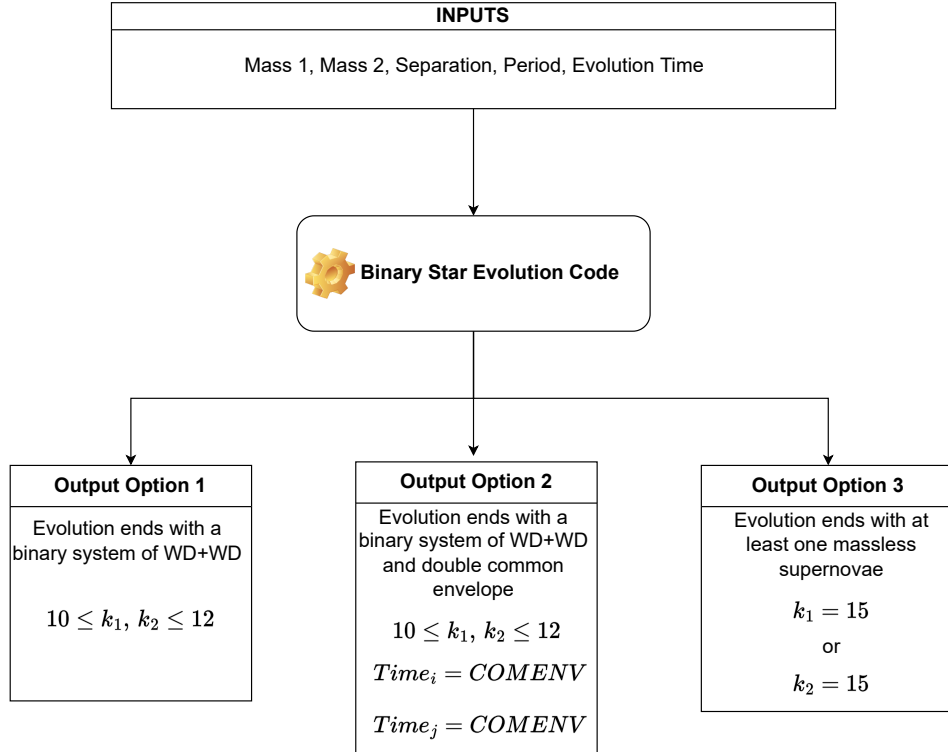 INPUTS
Mass 1, Mass 2, Separation, Period, Evolution Time
Binary Star Evolution Code
Output Option 1
Evolution ends with a
binary system of WD+WD
10 ≤ k₁, k₂ ≤ 12
Output Option 2
Evolution ends with a
binary system of WD+WD
and double common
envelope
10 ≤ k₁, k₂ ≤ 12
Timeᵢ = COMENV
Timeⱼ = COMENV
Output Option 3
Evolution ends with at
least one massless
supernovae
k₁ = 15
or
k₂ = 15